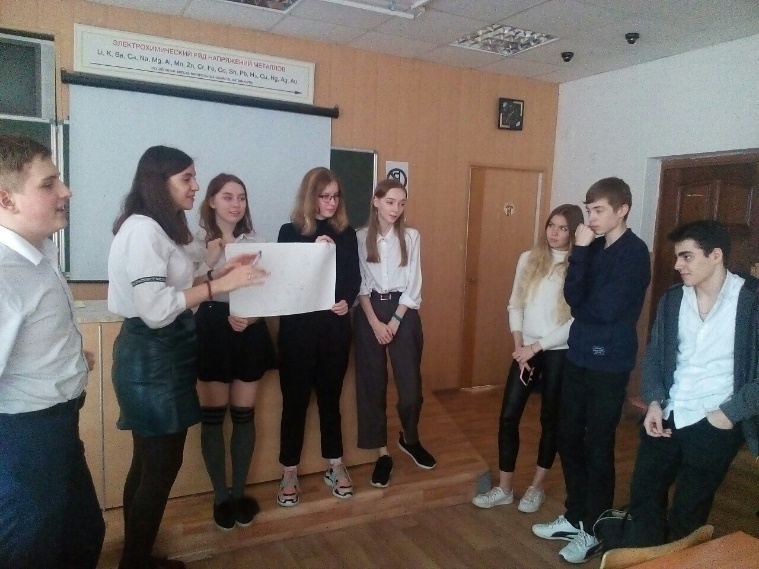 ЭЛЕКТРОХИМИЧЕСКИЙ РЯД НАПРЯЖЕНИЙ МЕТАЛЛОВ
Li, K, Ba, Ca, Na, Mg, Al, Mn, Zn, Cr, Fe, Co, Sn, Pb, H₂, Cu, Hg, Ag, Au